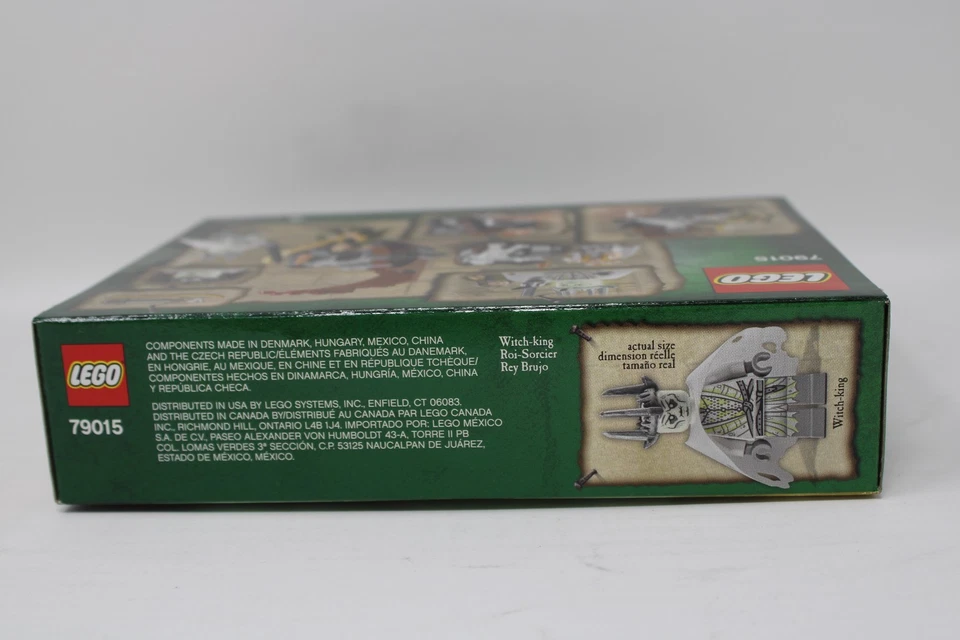 LEGO
79015
LEGO
79015
COMPONENTS MADE IN DENMARK, HUNGARY, MEXICO, CHINA
AND THE CZECH REPUBLIC/ÉLÉMENTS FABRIQUÉS AU DANEMARK,
EN HONGRIE, AU MEXIQUE, EN CHINE ET EN RÉPUBLIQUE TCHÈQUE/
COMPONENTES HECHOS EN DINAMARCA, HUNGRÍA, MÉXICO, CHINA
Y REPÚBLICA CHECA.
DISTRIBUTED IN USA BY LEGO SYSTEMS, INC., ENFIELD, CT 06083.
DISTRIBUTED IN CANADA BY/DISTRIBUÉ AU CANADA PAR LEGO CANADA
INC., RICHMOND HILL, ONTARIO L4B 1J4. IMPORTADO POR: LEGO MÉXICO
S.A. DE C.V., PASEO ALEXANDER VON HUMBOLDT 43-A, TORRE II PB
COL. LOMAS VERDES 3ª SECCIÓN, C.P. 53125 NAUCALPAN DE JUÁREZ,
ESTADO DE MÉXICO, MÉXICO.
Witch-king
Roi-Sorcier
Rey Brujo
actual size
dimension réelle
tamaño real
Witch-king